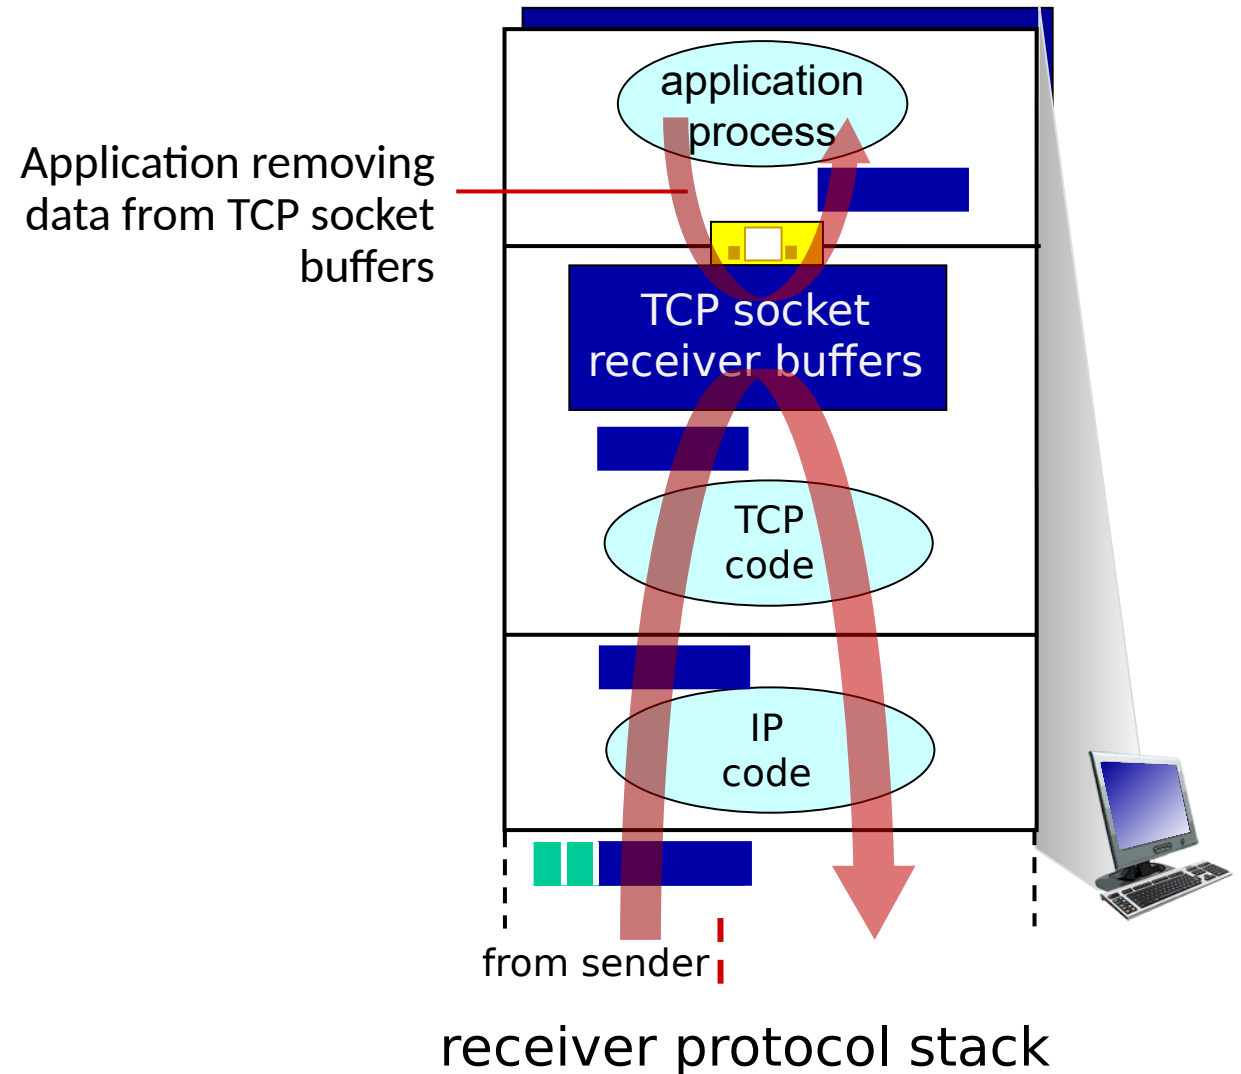 application
process
Application removing
data from TCP socket
buffers
TCP socket
receiver buffers
TCP
code
IP
code
from sender
receiver protocol stack